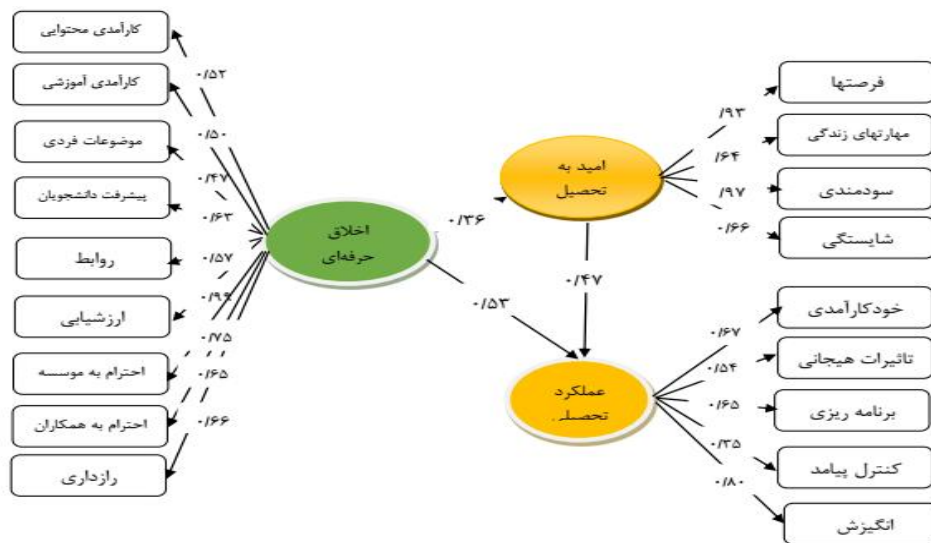 کارآمدی محتوایی
کارآمدی آموزشی
موضوعات فردی
پیشرفت دانشجویان
روابط
ارزشیابی
احترام به موسسه
احترام به همکاران
رازداری
۰/۵۲
۰/۵۰
۰/۴۷
۰/۶۳
۰/۵۷
۰/۹۹
۰/۷۵
۰/۶۵
۰/۶۶
اخلاق
حرفه‌ای
۰/۳۶
۰/۵۳
امید به
تحصیل
۰/۴۷
عملکرد
تحصیلی
/۹۳
/۶۴
/۹۷
۰/۶۶
فرصتها
مهارتهای زندگی
سودمندی
شایستگی
۰/۶۷
۰/۵۴
۰/۶۵
۰/۳۵
۰/۸۰
خودکارآمدی
تاثیرات هیجانی
برنامه ریزی
کنترل پیامد
انگیزش